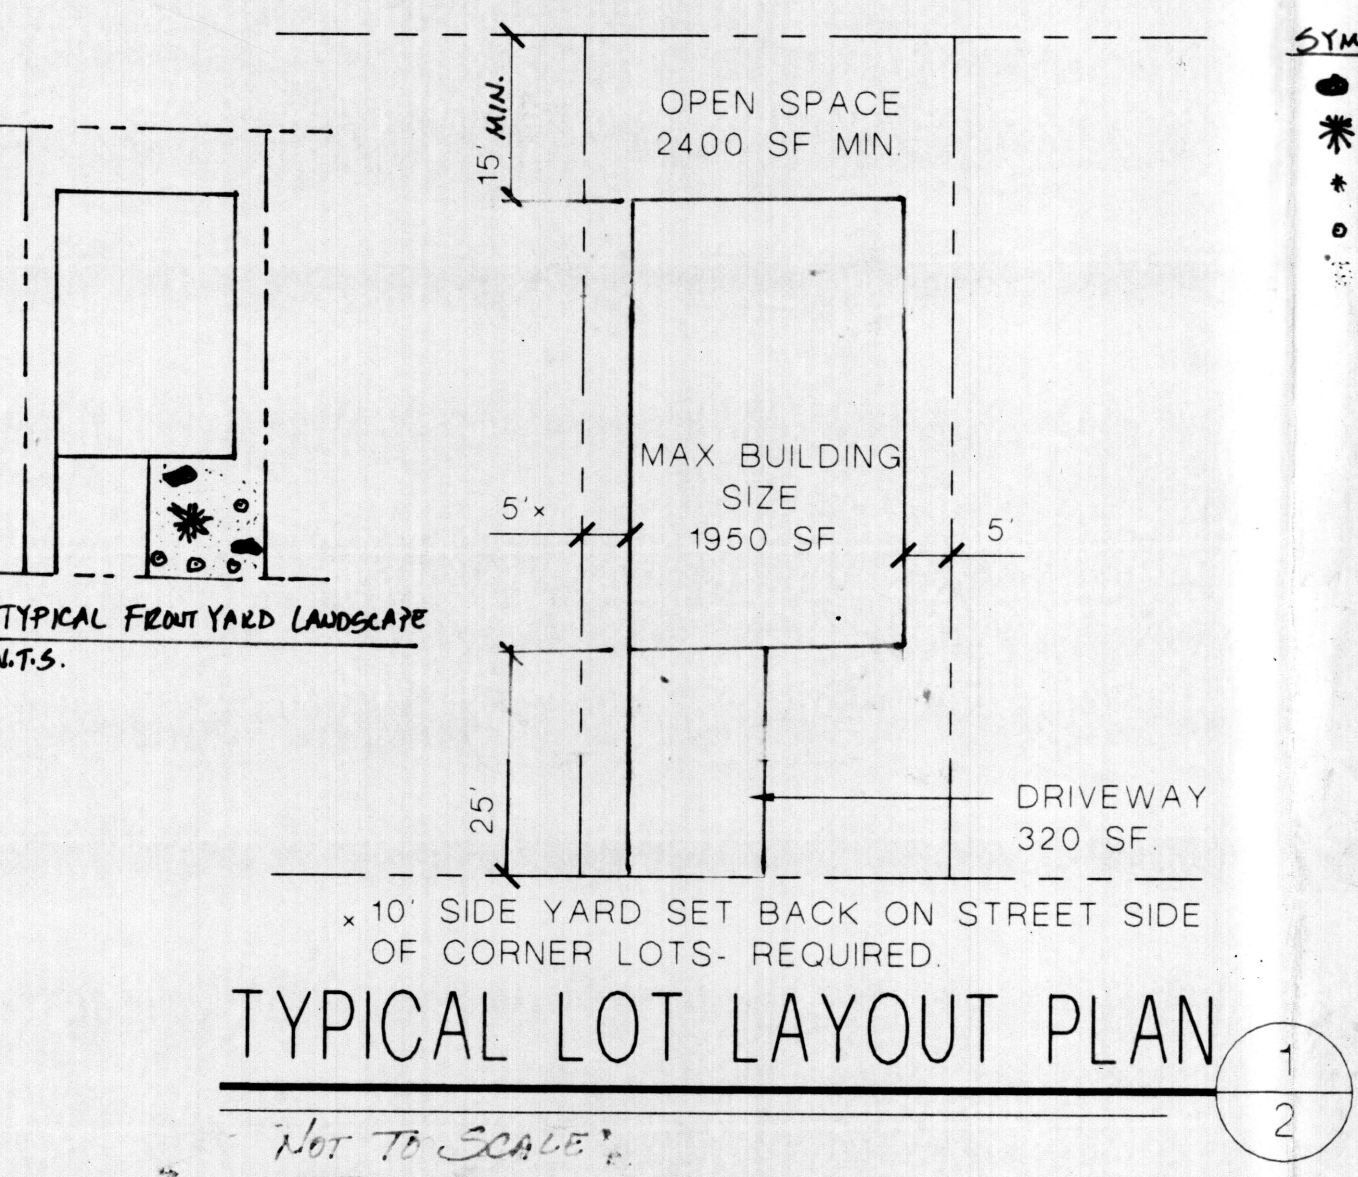 SYM
15' MIN.
OPEN SPACE
2400 SF MIN.
MAX BUILDING
SIZE
1950 SF
5' x
5'
TYPICAL FRONT YARD LANDSCAPE
N.T.S.
25'
DRIVEWAY
320 SF.
x 10' SIDE YARD SET BACK ON STREET SIDE
OF CORNER LOTS- REQUIRED.
TYPICAL LOT LAYOUT PLAN
1
2
NOT TO SCALE